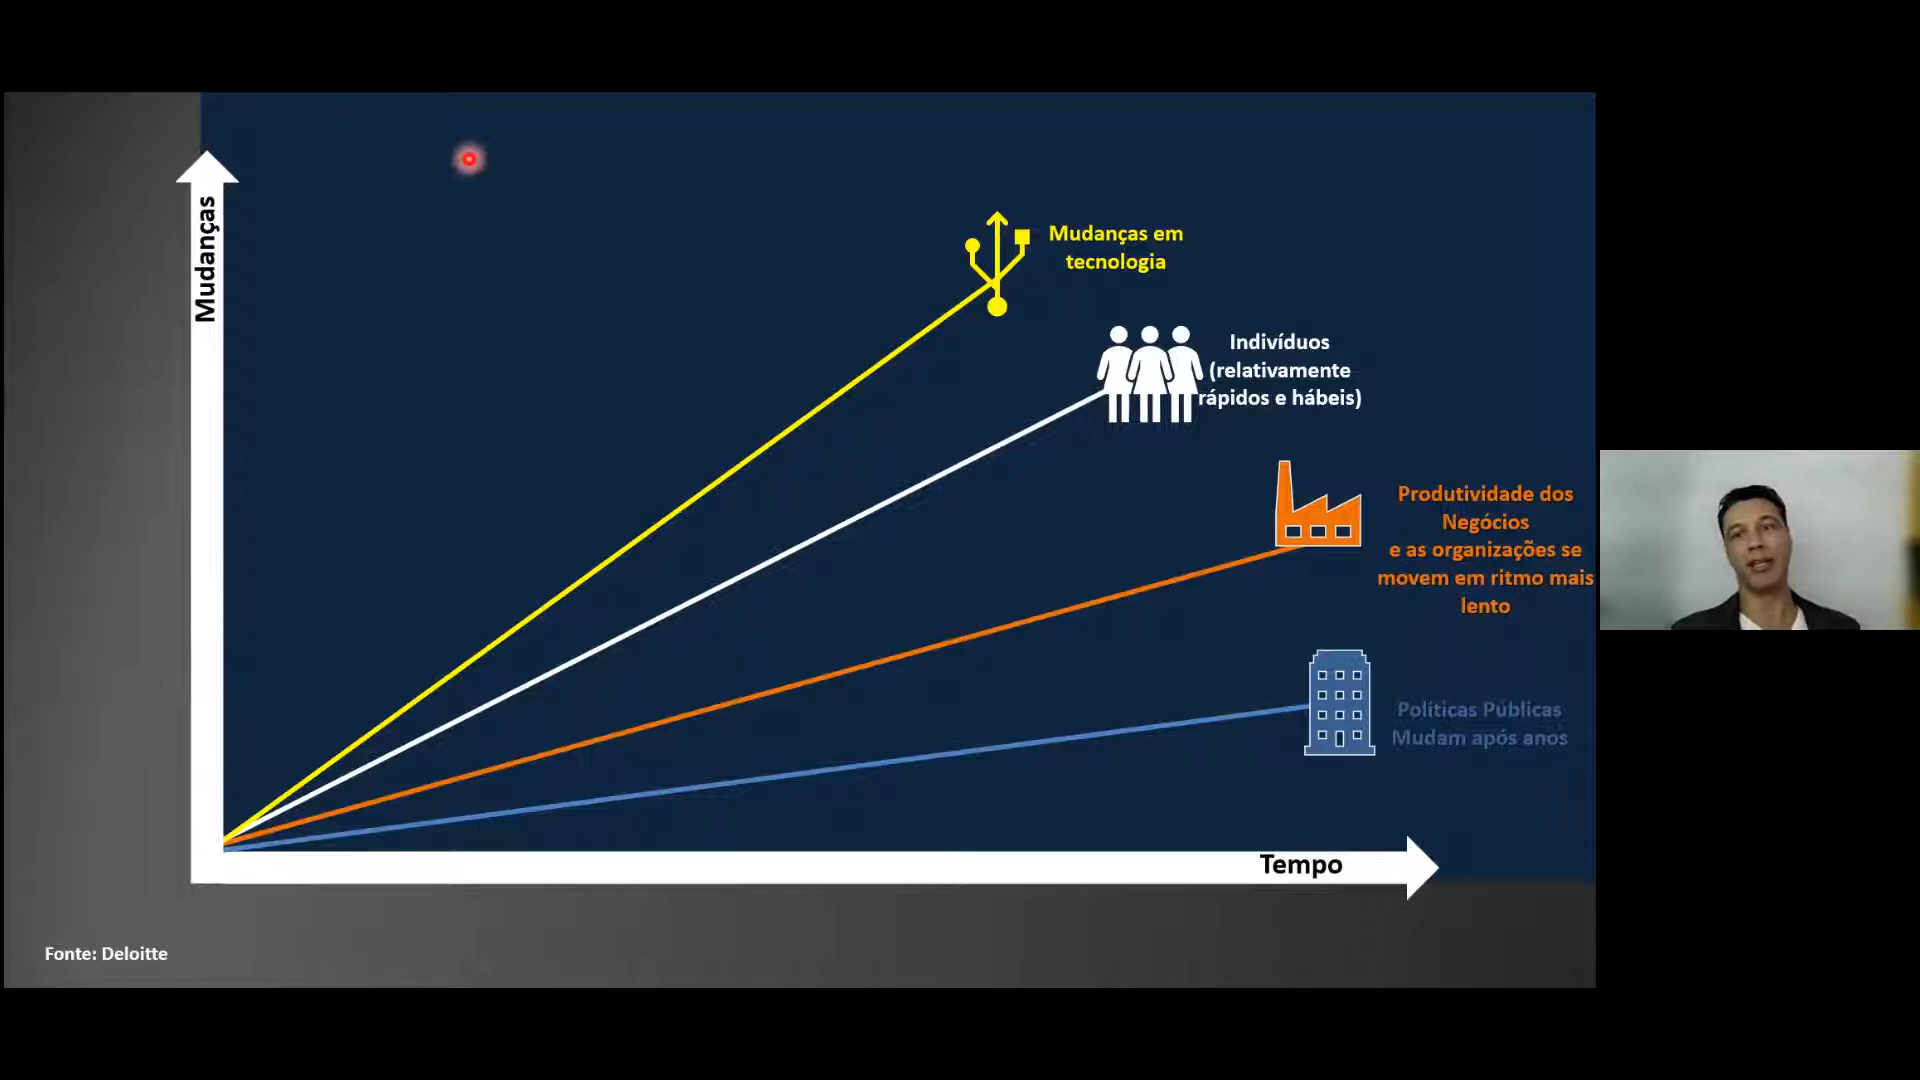 Mudanças
Mudanças em
tecnologia
Indivíduos
(relativamente
rápidos e hábeis)
Produtividade dos
Negócios
e as organizações se
movem em ritmo mais
lento
Políticas Públicas
Mudam após anos
Tempo
Fonte: Deloitte